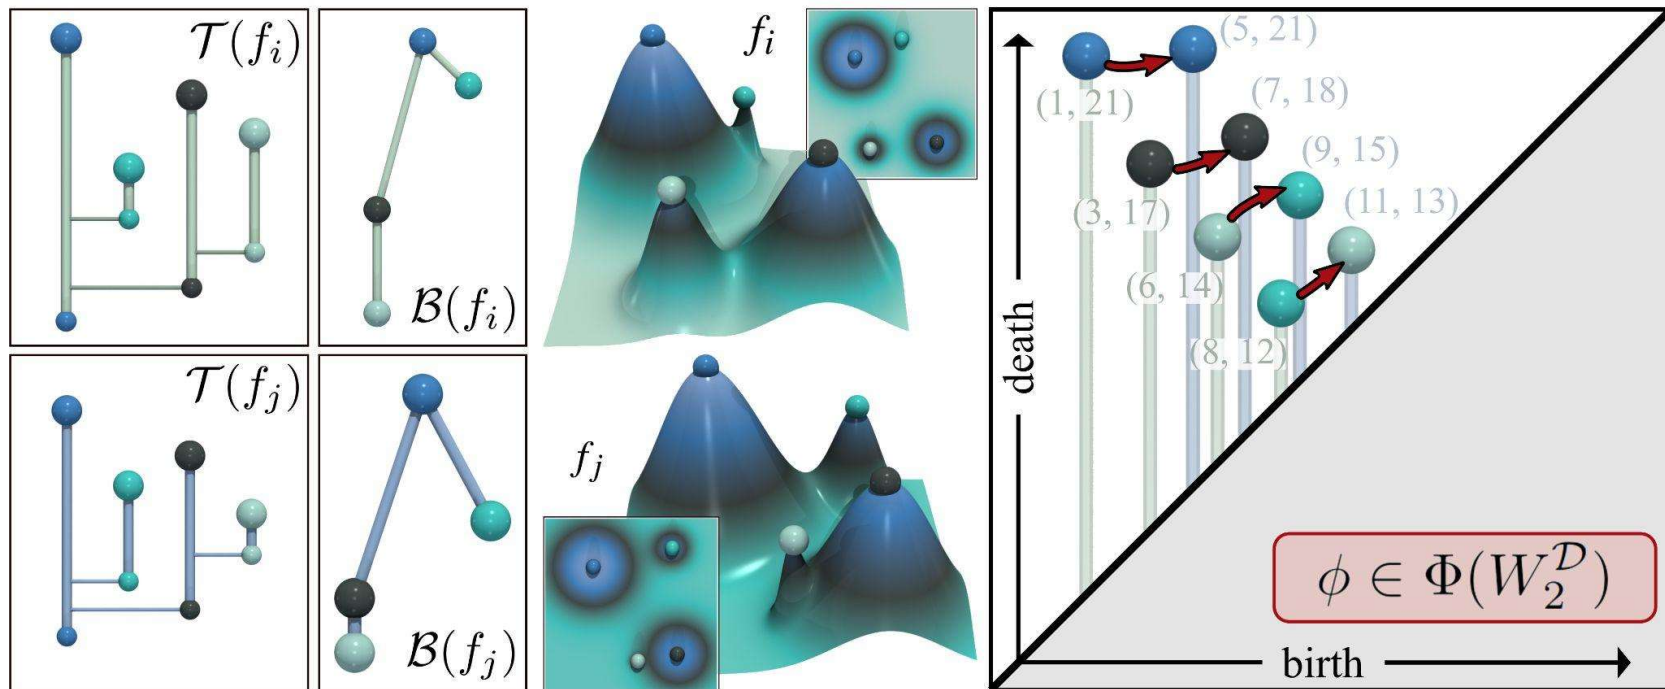 𝒯(f_i)
ℬ(f_i)
f_i
𝒯(f_j)
ℬ(f_j)
f_j
(5, 21)
(1, 21)
(7, 18)
(3, 17)
(9, 15)
(6, 14)
(11, 13)
(8, 12)
death
birth
ϕ ∈ Φ(W_2^𝒟)